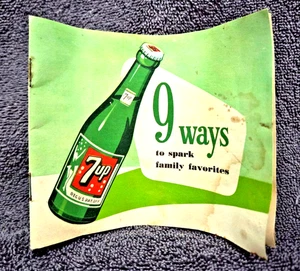 9 ways
to spark
family favorites
7up